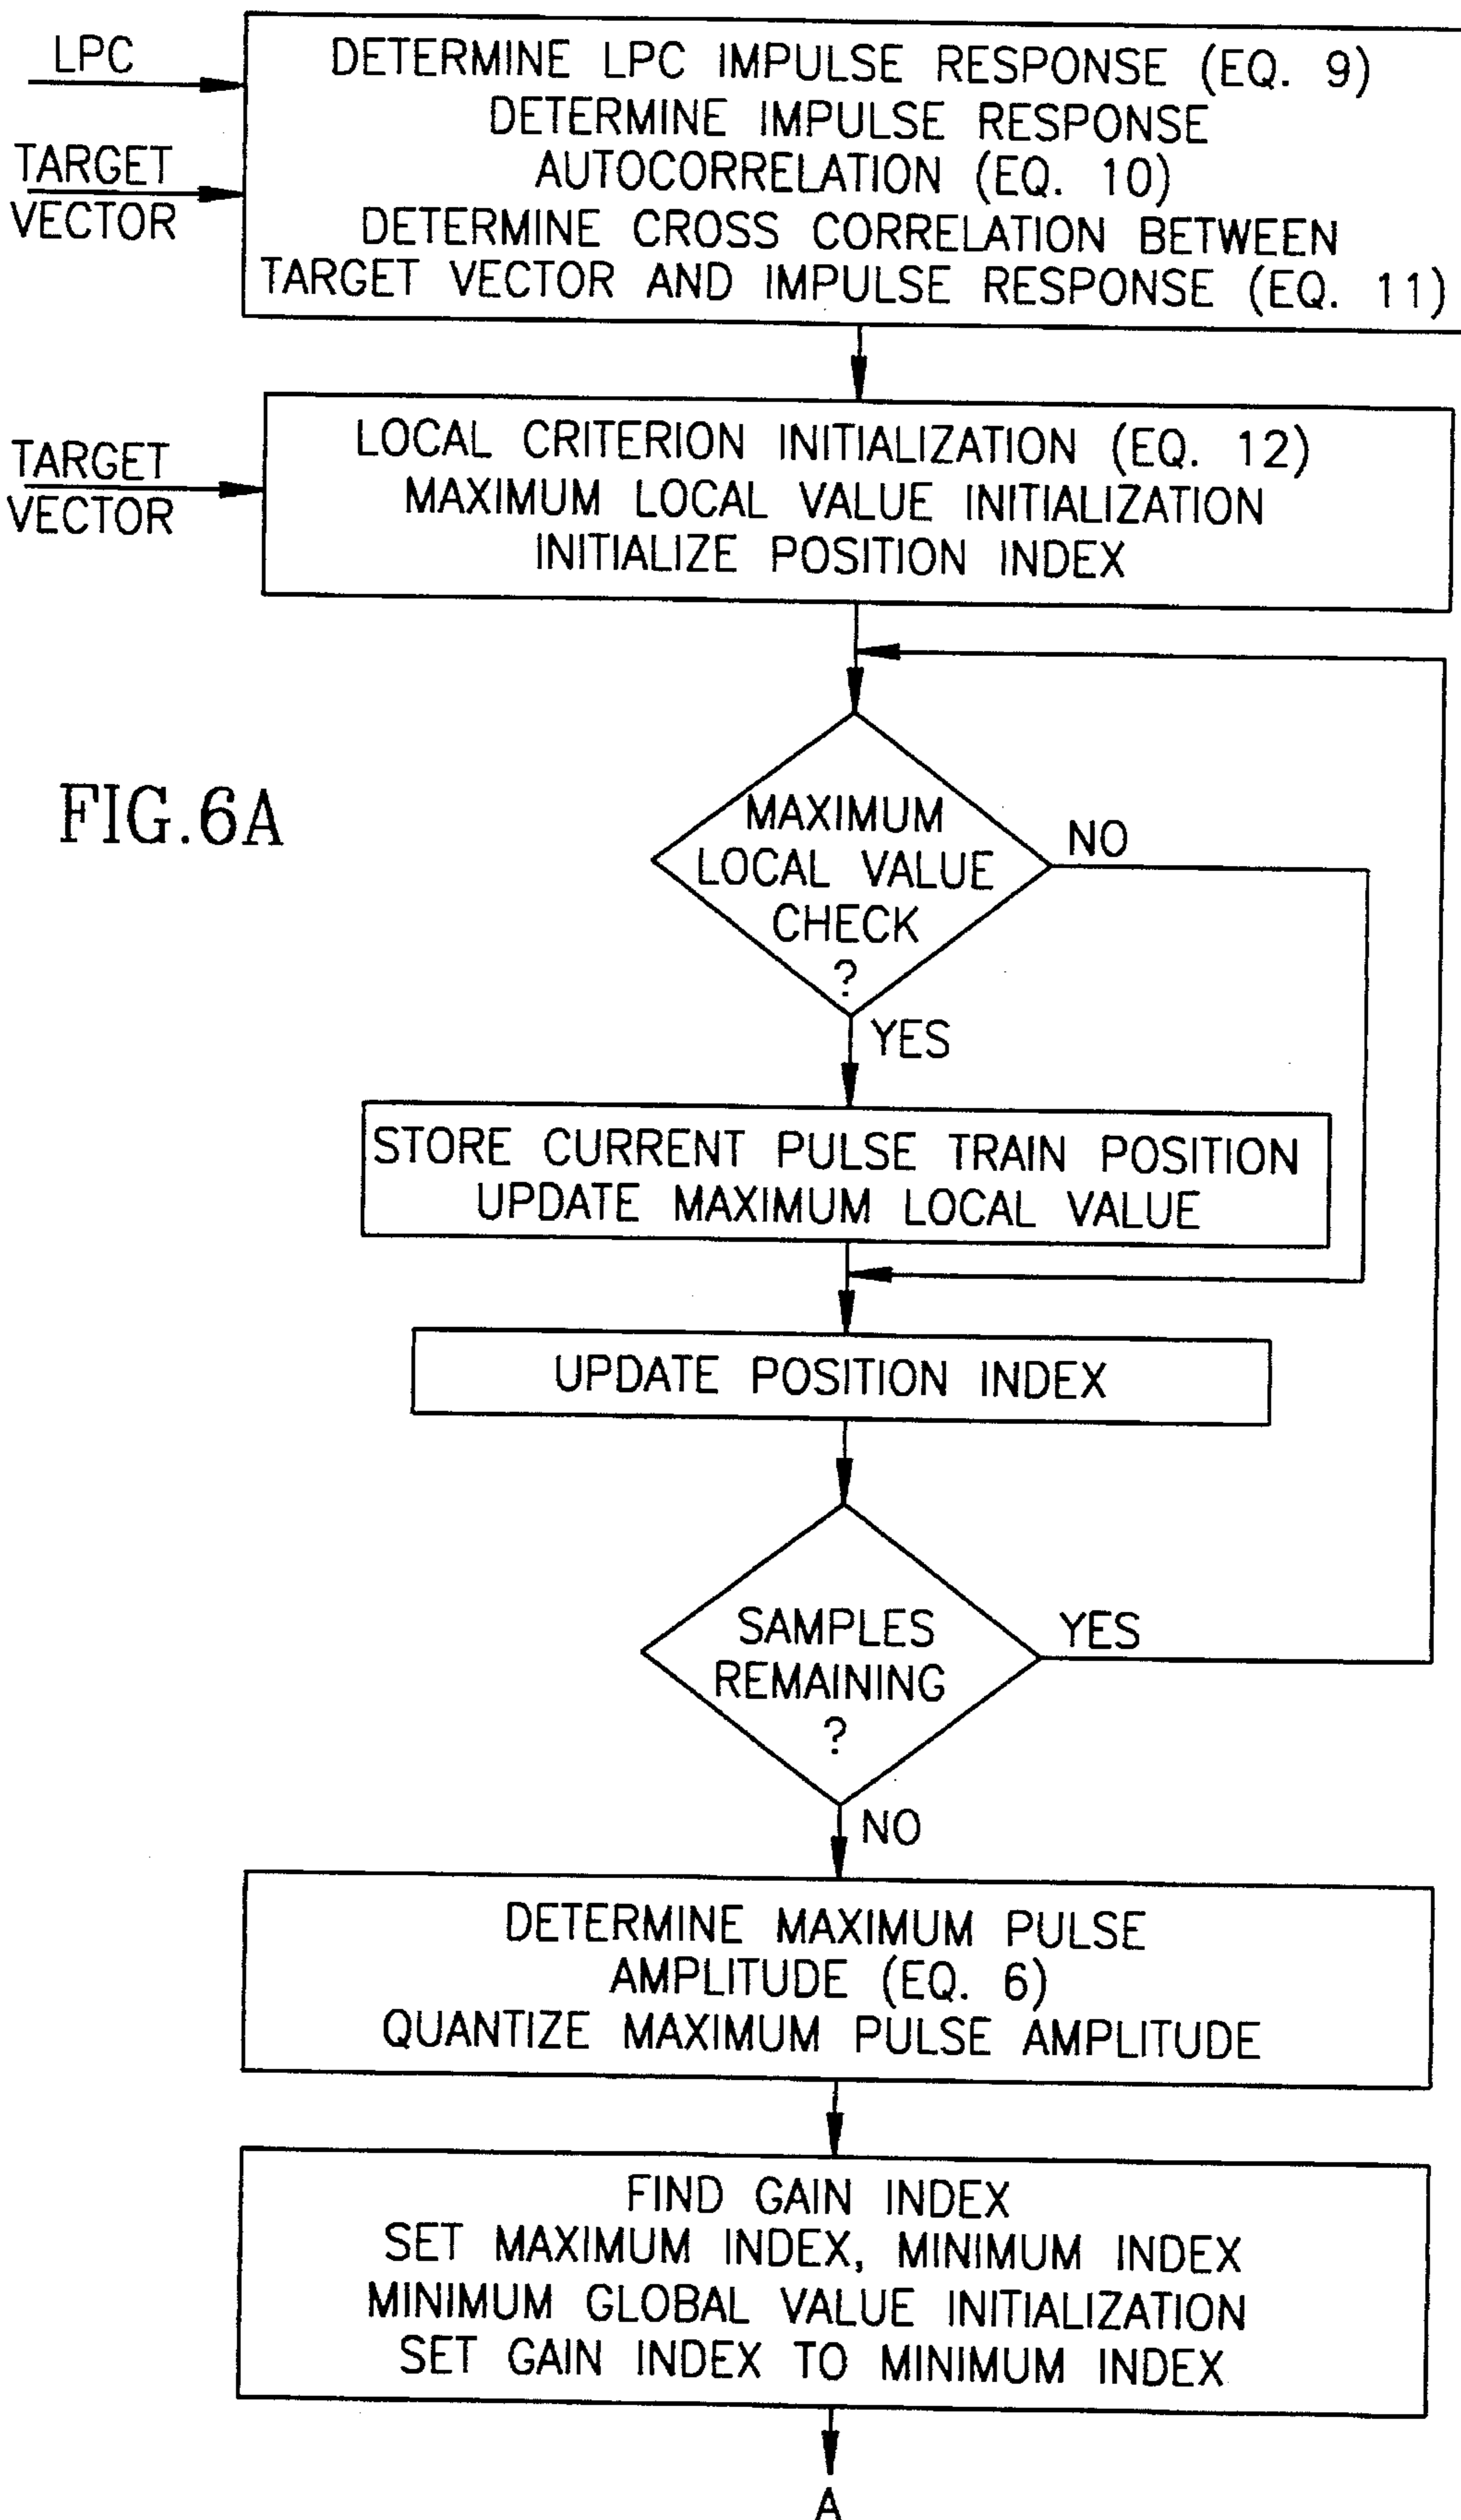 LPC
DETERMINE LPC IMPULSE RESPONSE (EQ. 9)
DETERMINE IMPULSE RESPONSE
AUTOCORRELATION (EQ. 10)
TARGET
VECTOR
DETERMINE CROSS CORRELATION BETWEEN
TARGET VECTOR AND IMPULSE RESPONSE (EQ. 11)
TARGET
VECTOR
LOCAL CRITERION INITIALIZATION (EQ. 12)
MAXIMUM LOCAL VALUE INITIALIZATION
INITIALIZE POSITION INDEX
FIG.6A
MAXIMUM
LOCAL VALUE
CHECK
?
NO
YES
STORE CURRENT PULSE TRAIN POSITION
UPDATE MAXIMUM LOCAL VALUE
UPDATE POSITION INDEX
SAMPLES
REMAINING
?
YES
NO
DETERMINE MAXIMUM PULSE
AMPLITUDE (EQ. 6)
QUANTIZE MAXIMUM PULSE AMPLITUDE
FIND GAIN INDEX
SET MAXIMUM INDEX, MINIMUM INDEX
MINIMUM GLOBAL VALUE INITIALIZATION
SET GAIN INDEX TO MINIMUM INDEX
A